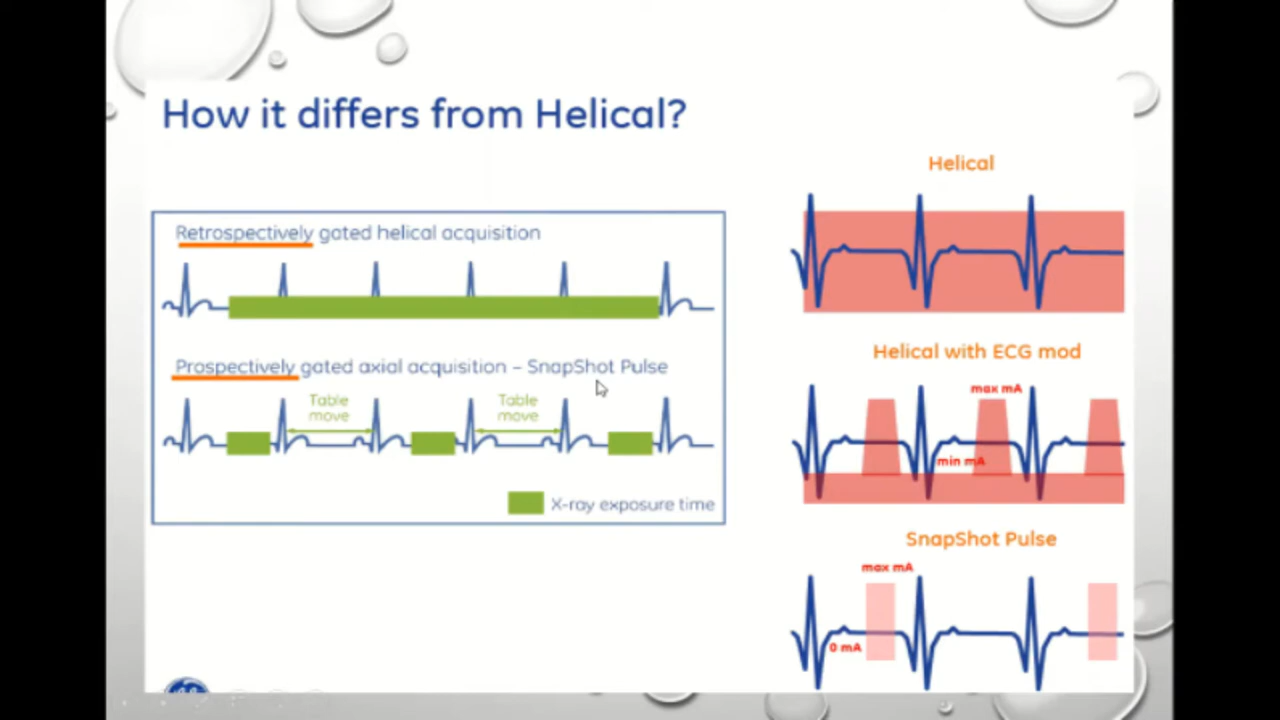 How it differs from Helical?
Retrospectively gated helical acquisition
Prospectively gated axial acquisition – SnapShot Pulse
Table move
Table move
X-ray exposure time
Helical
Helical with ECG mod
max mA
min mA
SnapShot Pulse
max mA
0 mA